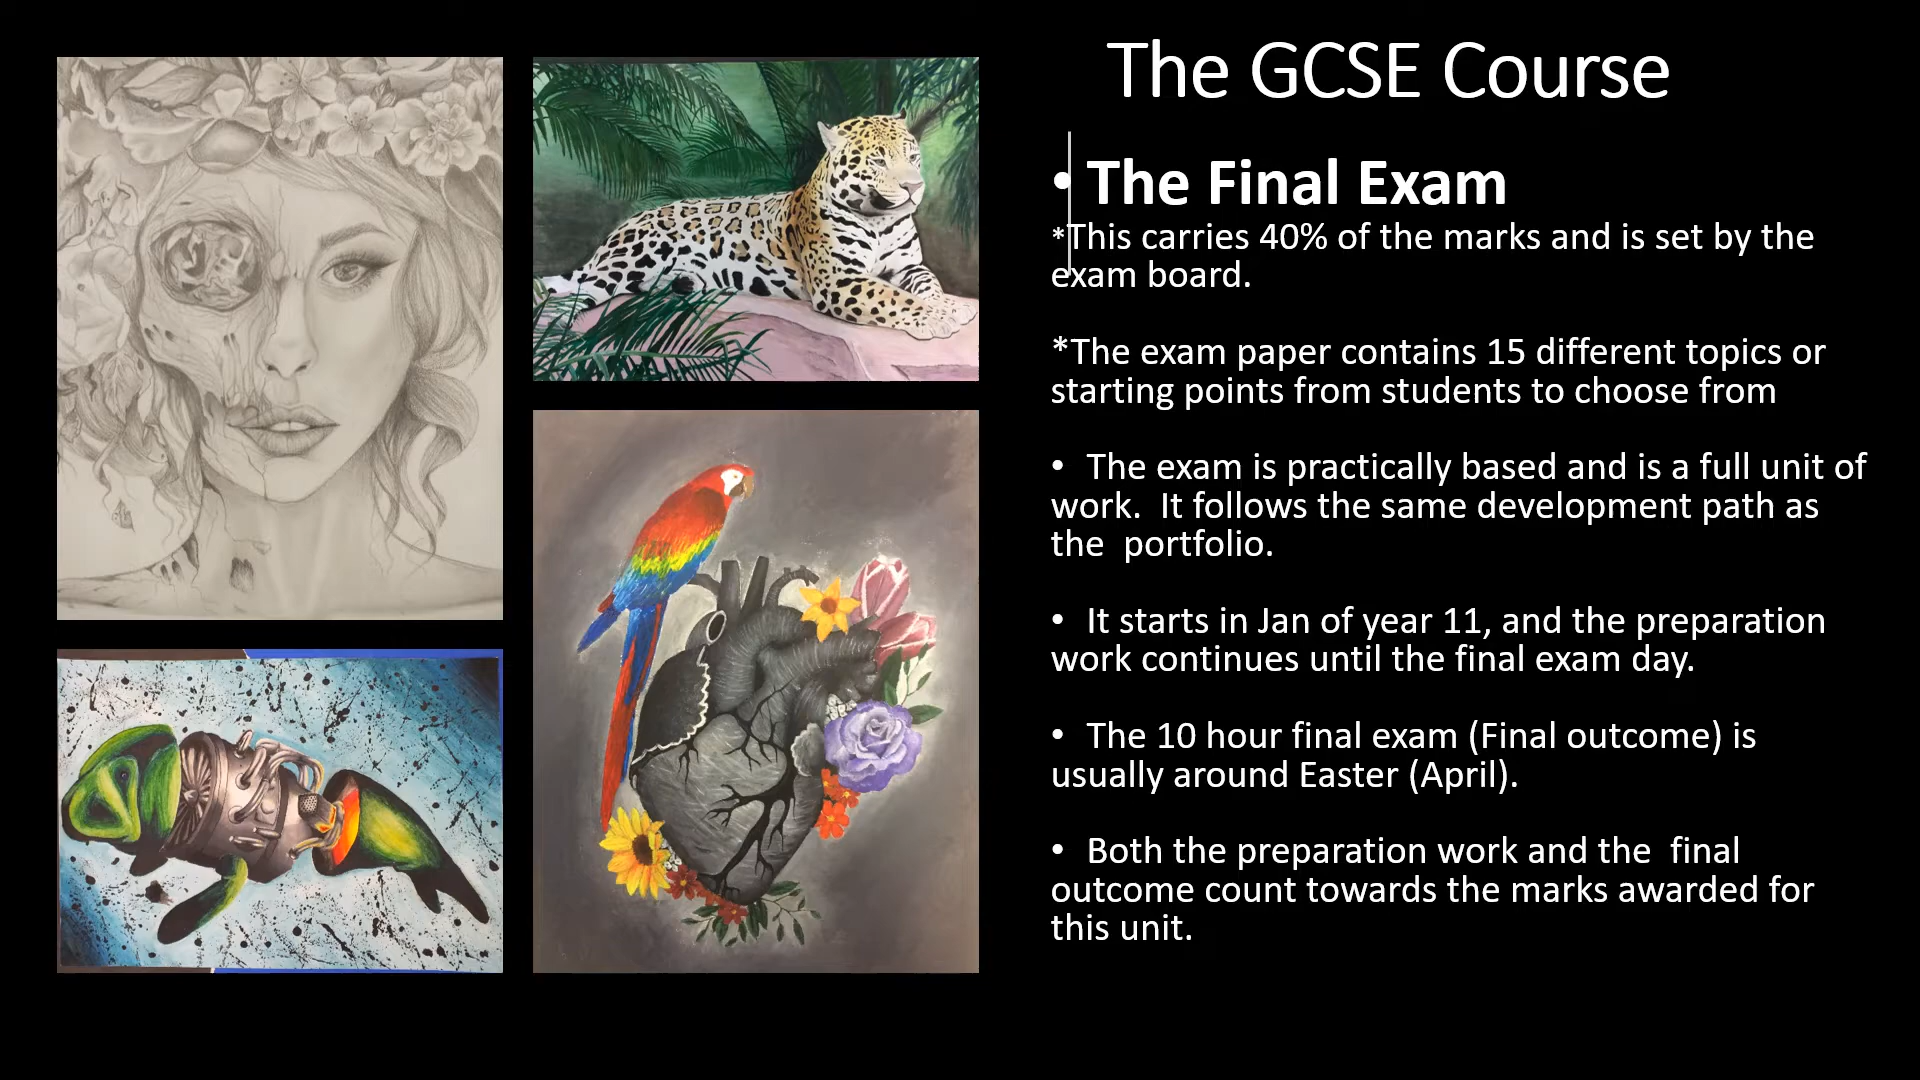 The GCSE Course
• The Final Exam
*This carries 40% of the marks and is set by the
exam board.
*The exam paper contains 15 different topics or
starting points from students to choose from
• The exam is practically based and is a full unit of
work.  It follows the same development path as
the  portfolio.
• It starts in Jan of year 11, and the preparation
work continues until the final exam day.
• The 10 hour final exam (Final outcome) is
usually around Easter (April).
• Both the preparation work and the  final
outcome count towards the marks awarded for
this unit.